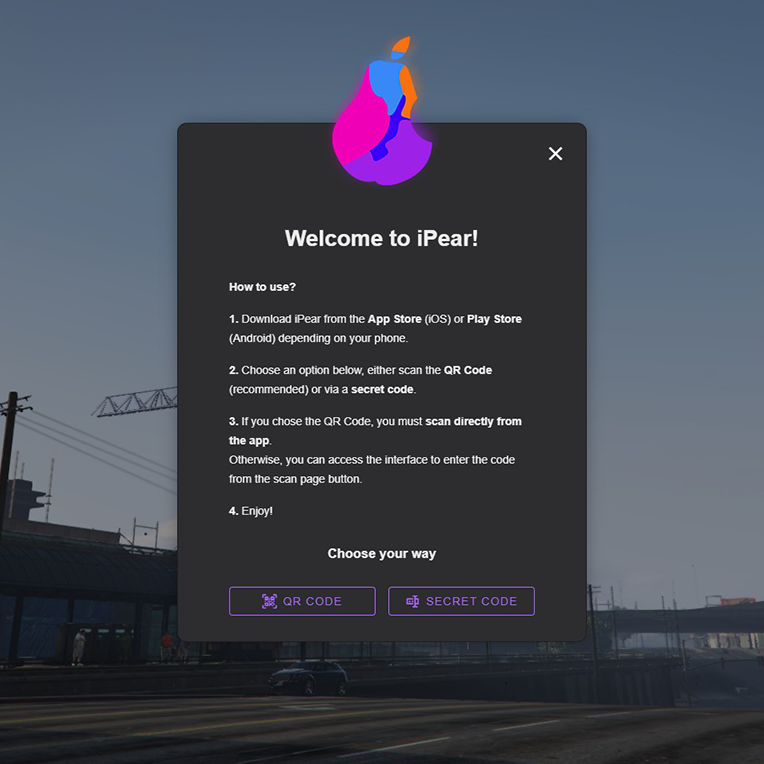 Welcome to iPear!
How to use?
1. Download iPear from the App Store (iOS) or Play Store
(Android) depending on your phone.
2. Choose an option below, either scan the QR Code
(recommended) or via a secret code.
3. If you chose the QR Code, you must scan directly from
the app.
Otherwise, you can access the interface to enter the code
from the scan page button.
4. Enjoy!
Choose your way
QR CODE
SECRET CODE